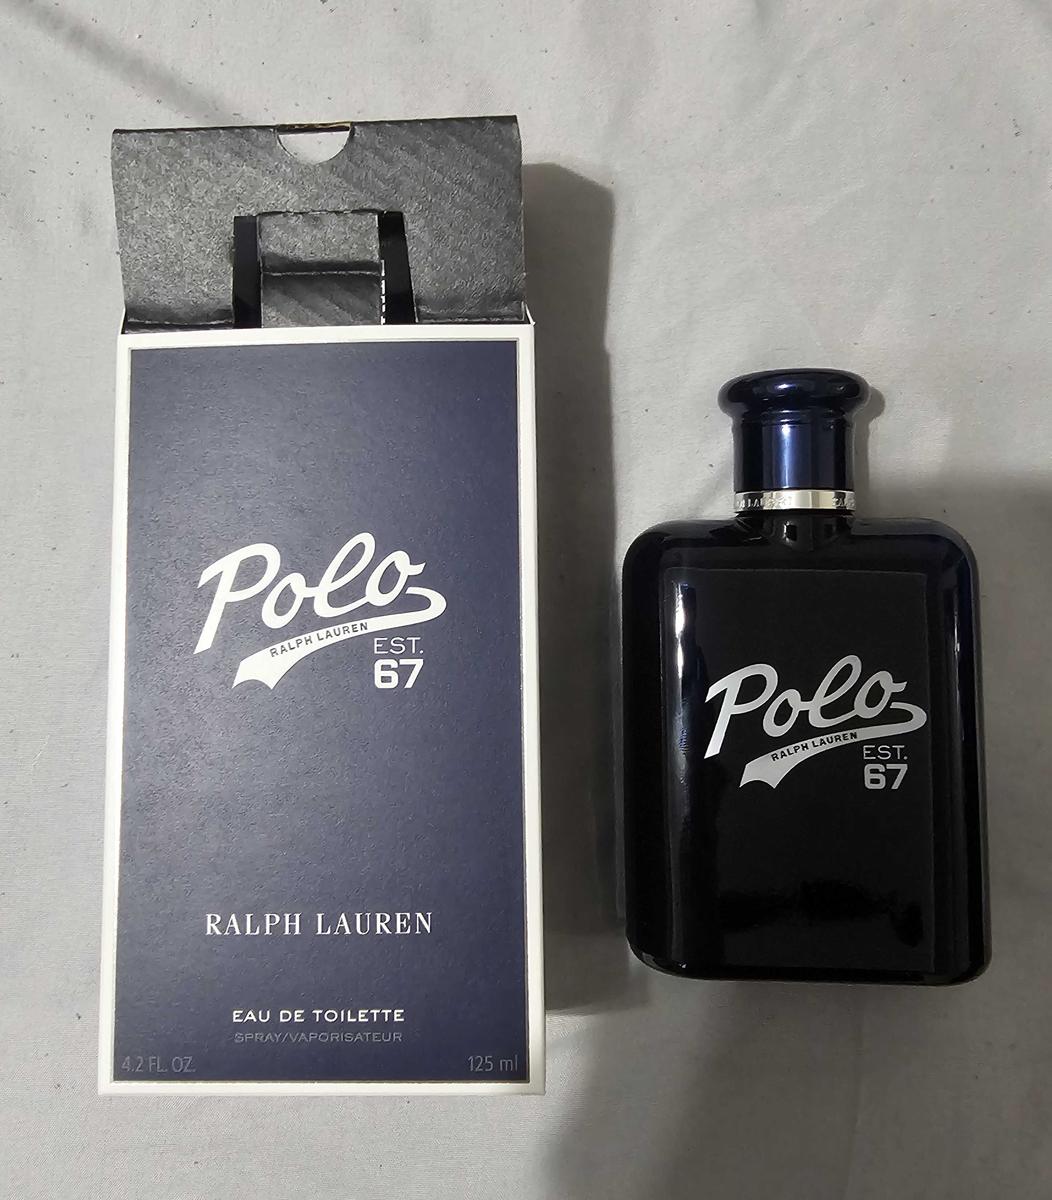 Polo
RALPH LAUREN
EST.
67
RALPH LAUREN
EAU DE TOILETTE
SPRAY/VAPORISATEUR
4.2 FL. OZ.
125 ml
Polo
RALPH LAUREN
EST.
67